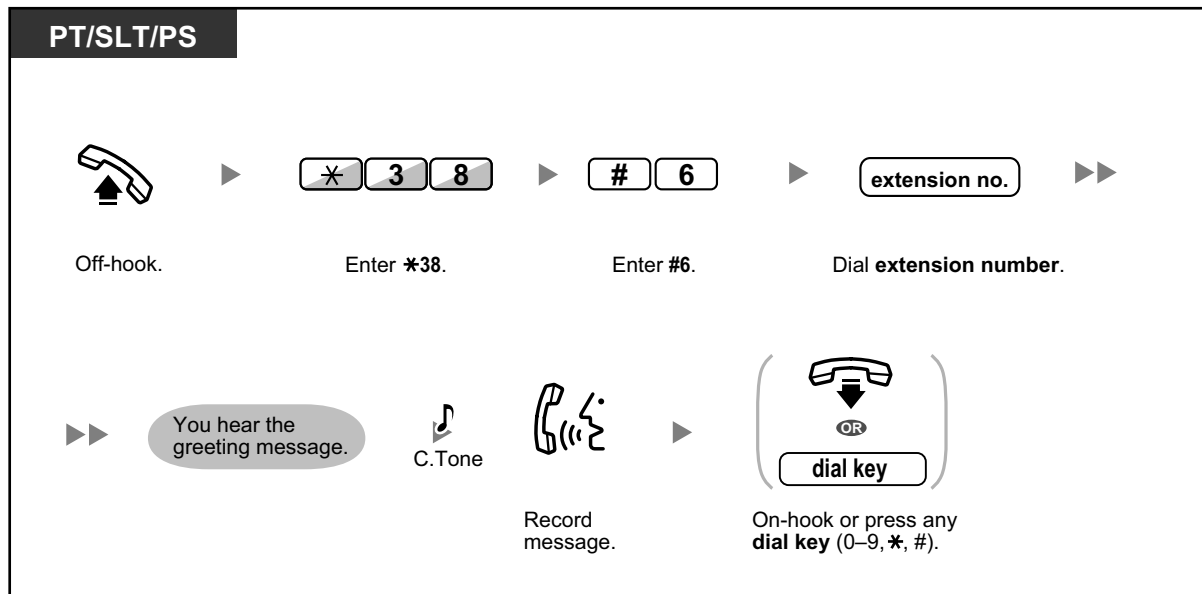 PT/SLT/PS
* 3 8 # 6 extension no.
Off-hook. Enter *38. Enter #6. Dial extension number.
You hear the
greeting message.
C.Tone
OR
dial key
Record
message.
On-hook or press any
dial key (0–9, *, #).